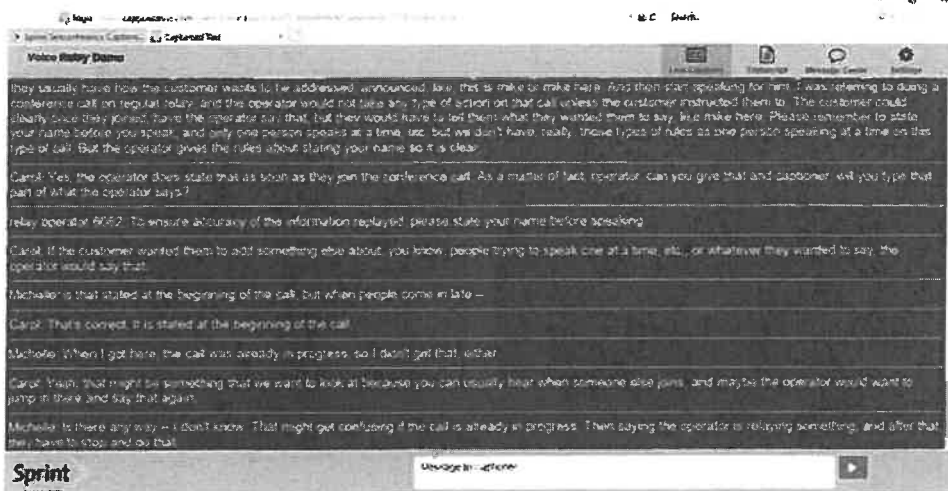 Captioned Text
Search
Voice Relay Demo
they usually have how the customer wants to be addressed, announced, like, this is mike or mike here. And then start speaking for him. I was referring to doing a
conference call on regular relay, and the operator would not take any type of action on that call unless the customer instructed them to. The customer could
clearly once they joined, have the operator say that, but they would have to tell them what they wanted them to say, like mike here. Please remember to state
your name before you speak, and only one person speaks at a time, etc. but we don't have, really, those types of rules as one person speaking at a time on this
type of call. But the operator gives the rules about stating your name so it is clear.
Carol: Yes, the operator does state that as soon as they join the conference call. As a matter of fact, operator, can you give that and captioner, will you type that
part of what the operator says?
relay operator 6062: To ensure accuracy of the information replayed, please state your name before speaking.
Carol: If the customer wanted them to add something else about, you know, people trying to speak one at a time, etc., or whatever they wanted to say, the
operator would say that.
Michelle: is that stated at the beginning of the call, but when people come in late --
Carol: That's correct. It is stated at the beginning of the call.
Michelle: When I got here, the call was already in progress, so I didn't get that, either.
Carol: Yeah, that might be something that we want to look at because you can usually hear when someone else joins, and maybe the operator would want to
jump in there and say that again.
Michelle: Is there any way -- I don't know. That might get confusing if the call is already in progress. Then saying the operator is relaying something, and after that
they have to stop and do that.
Sprint
Message to captioner